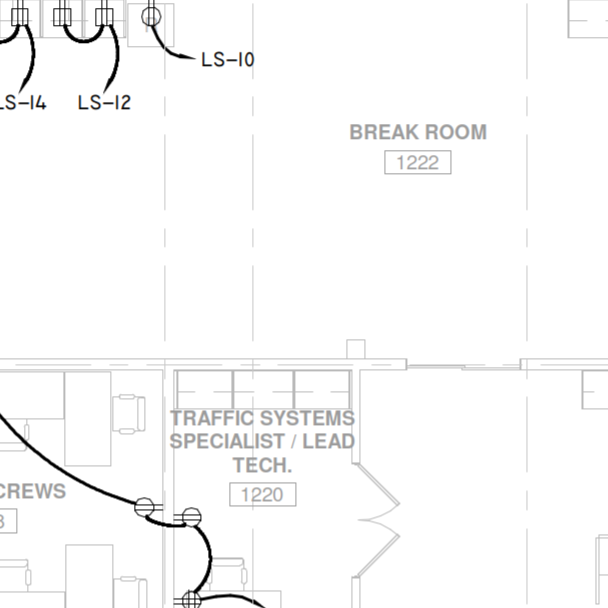 LS-10
LS-14 LS-12
BREAK ROOM
1222
TRAFFIC SYSTEMS
SPECIALIST / LEAD
TECH.
1220
CREWS